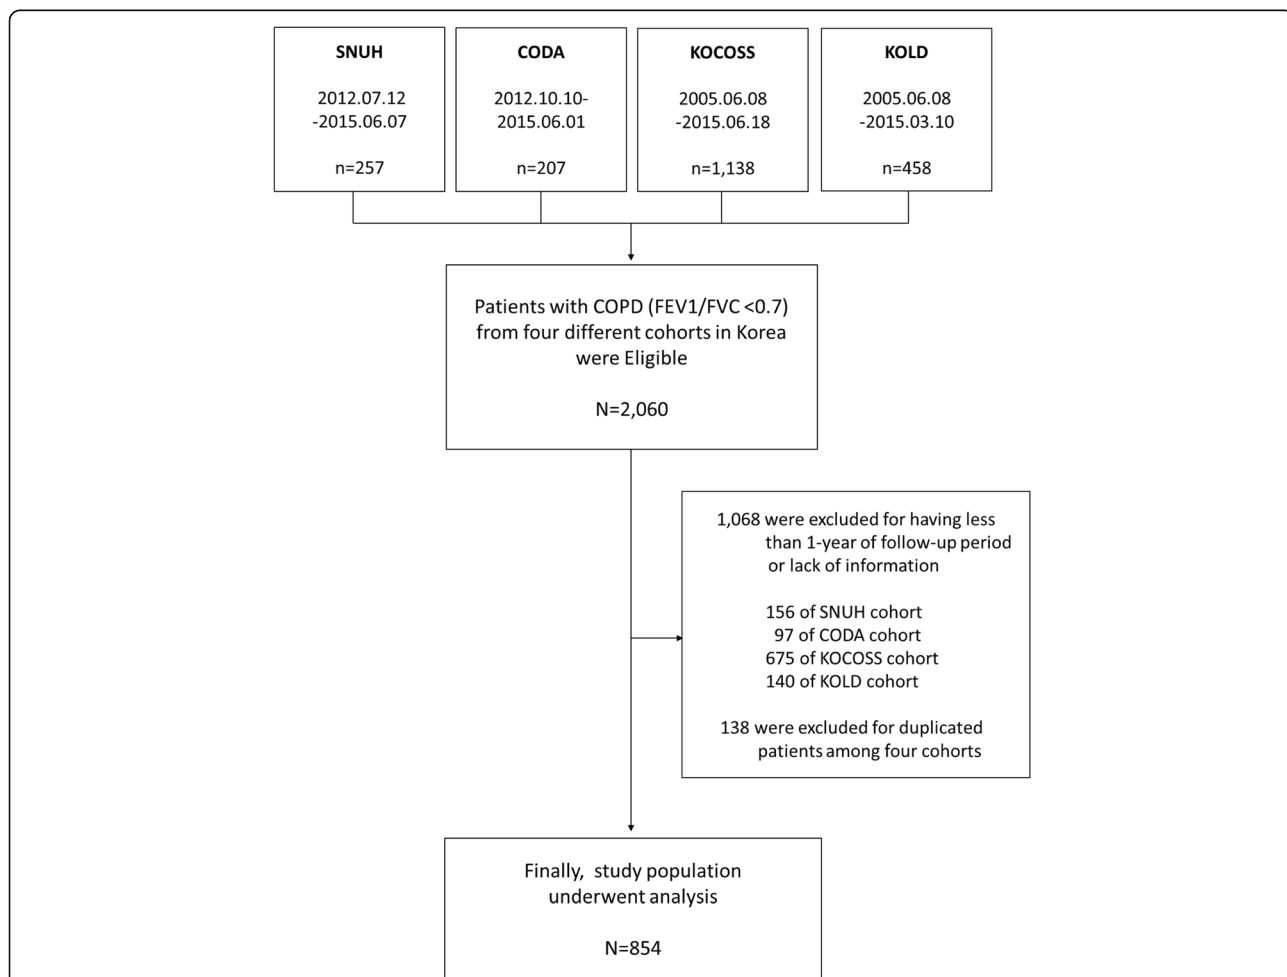 SNUH
2012.07.12
-2015.06.07
n=257
CODA
2012.10.10-
2015.06.01
n=207
KOCOSS
2005.06.08
-2015.06.18
n=1,138
KOLD
2005.06.08
-2015.03.10
n=458
Patients with COPD (FEV1/FVC <0.7)
from four different cohorts in Korea
were Eligible
N=2,060
1,068 were excluded for having less
than 1-year of follow-up period
or lack of information
156 of SNUH cohort
97 of CODA cohort
675 of KOCOSS cohort
140 of KOLD cohort
138 were excluded for duplicated
patients among four cohorts
Finally, study population
underwent analysis
N=854